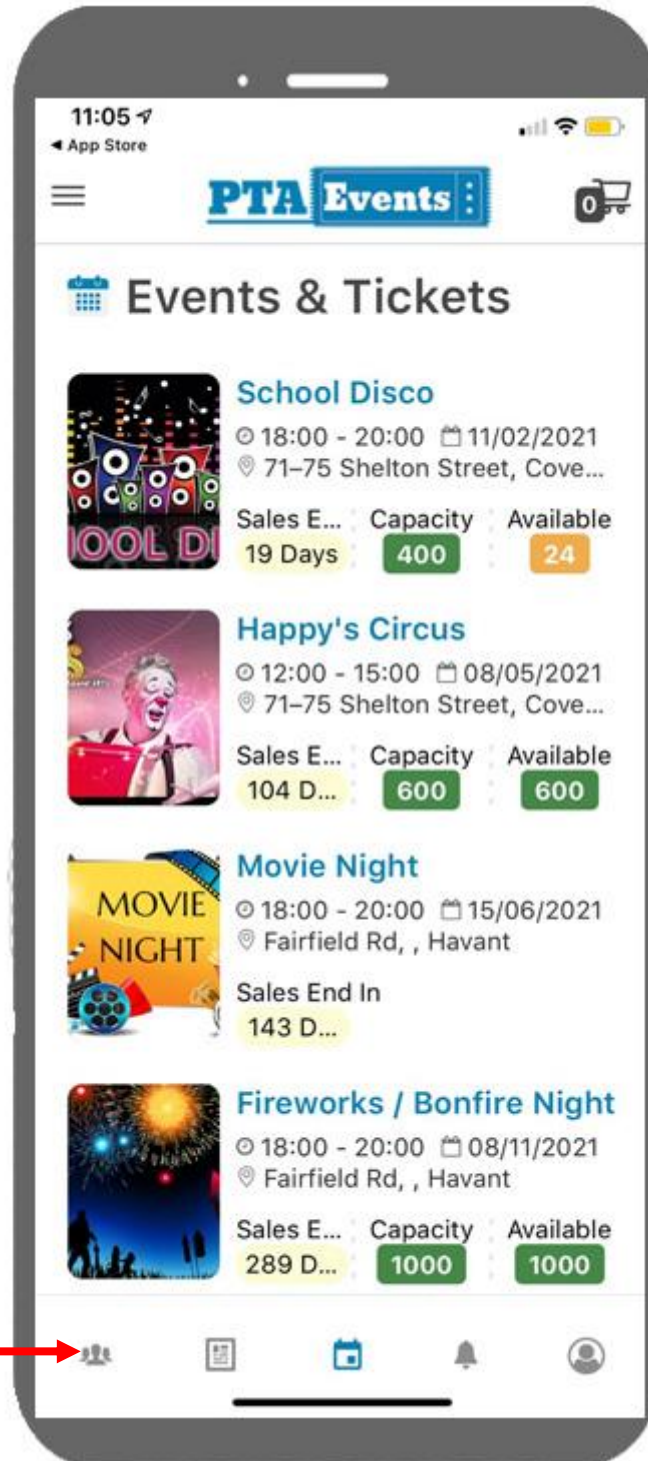 11:05
◀ App Store
PTA Events
0
Events & Tickets
School Disco
18:00 - 20:00 11/02/2021
71–75 Shelton Street, Cove...
OOL D
Sales E... Capacity Available
19 Days 400 24
Happy's Circus
12:00 - 15:00 08/05/2021
71–75 Shelton Street, Cove...
Sales E... Capacity Available
104 D... 600 600
Movie Night
MOVIE
NIGHT
18:00 - 20:00 15/06/2021
Fairfield Rd, , Havant
Sales End In
143 D...
Fireworks / Bonfire Night
18:00 - 20:00 08/11/2021
Fairfield Rd, , Havant
Sales E... Capacity Available
289 D... 1000 1000